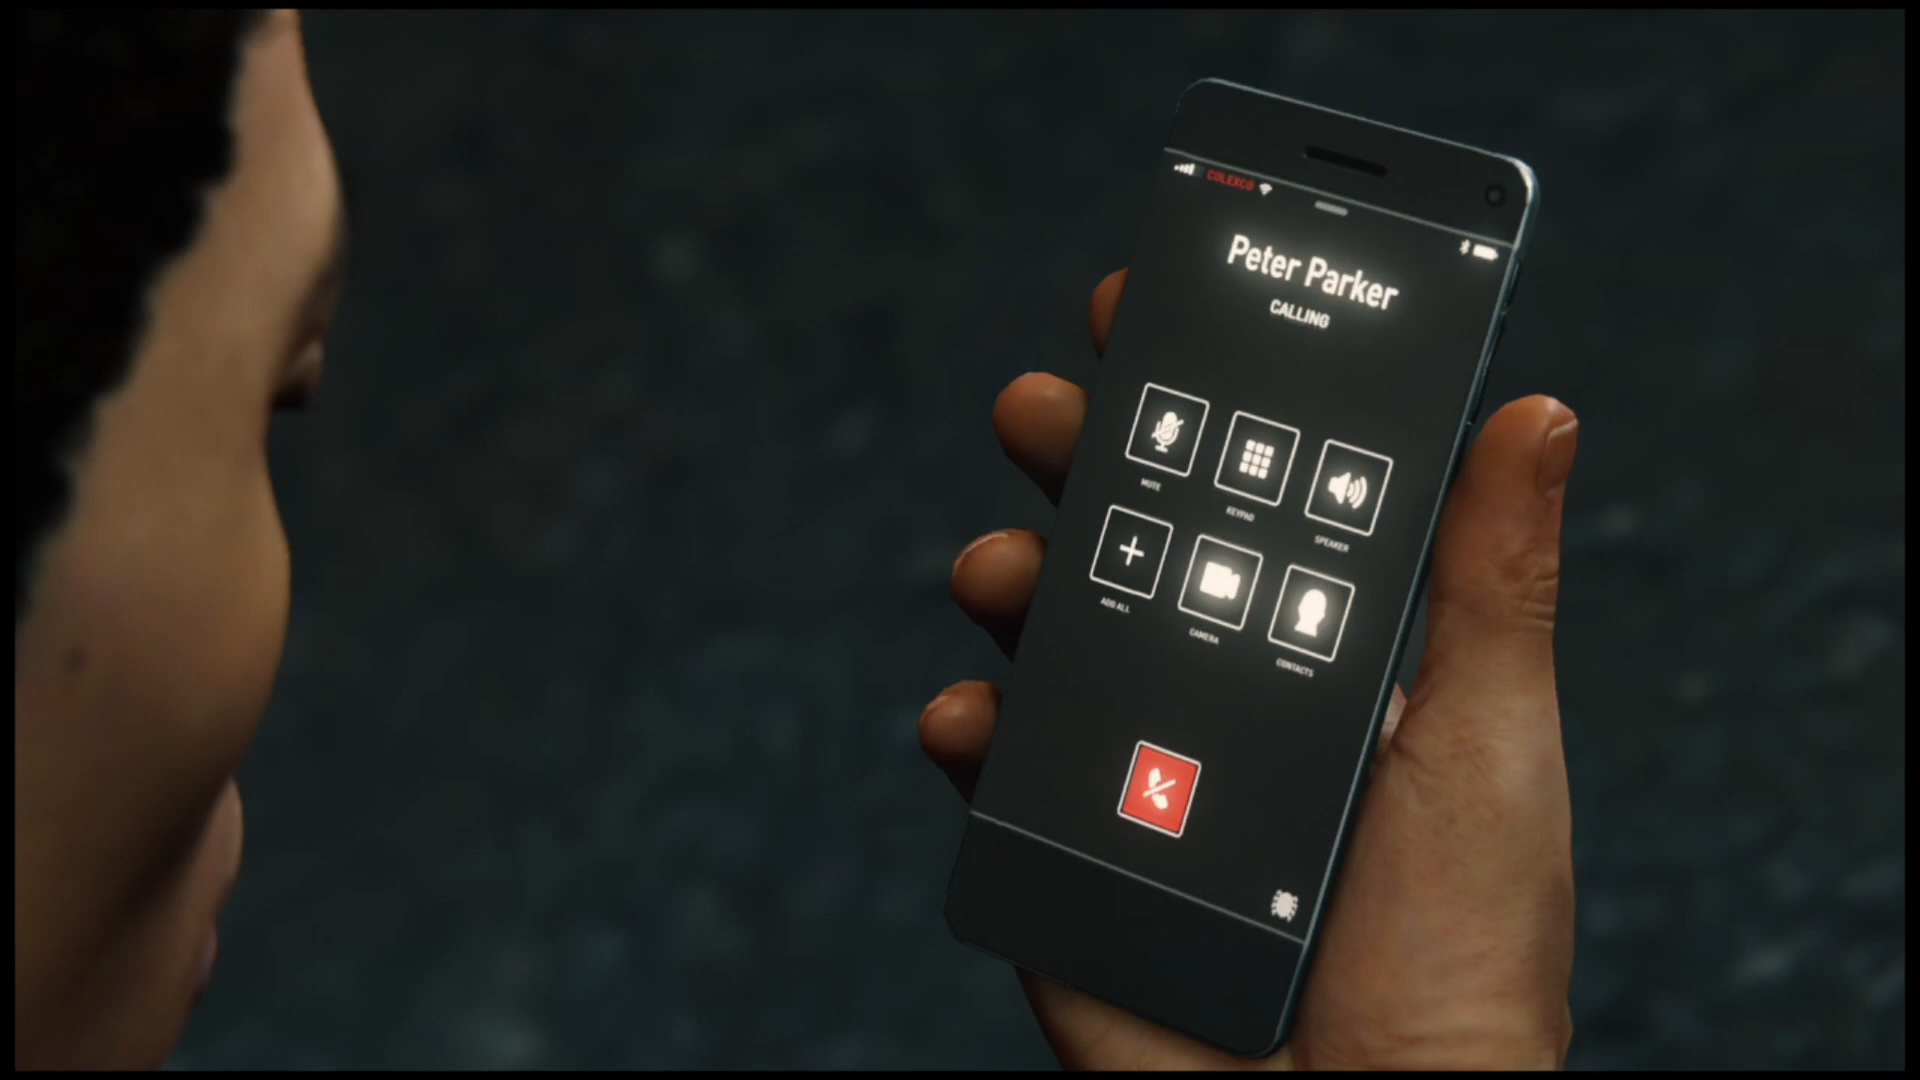 COLEXCO
Peter Parker
CALLING
MUTE
KEYPAD
SPEAKER
ADD ALL
CAMERA
CONTACTS